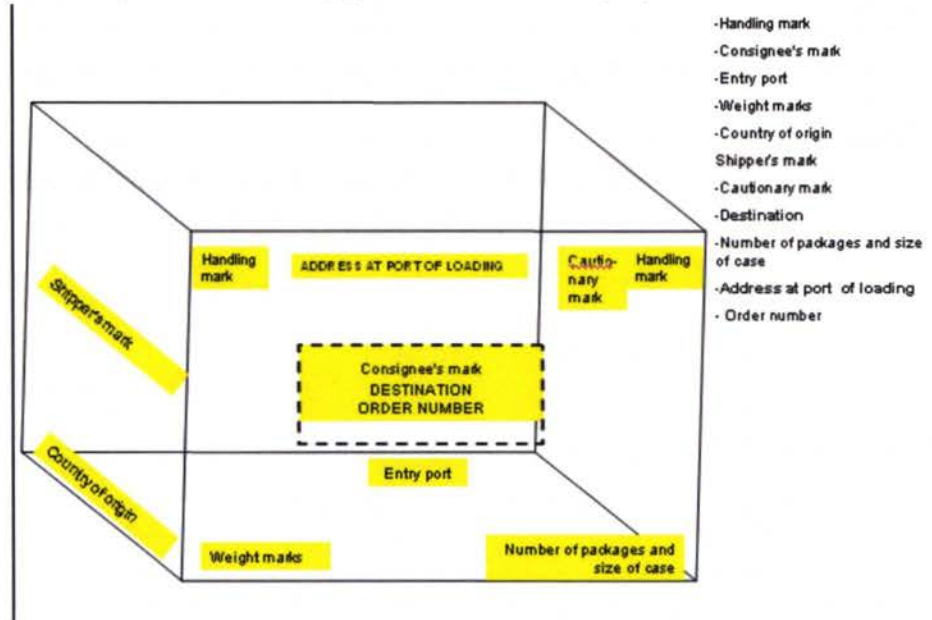 -Handling mark
-Consignee's mark
-Entry port
-Weight marks
-Country of origin
Shipper's mark
-Cautionary mark
-Destination
-Number of packages and size
of case
-Address at port of loading
- Order number
Handling
mark
ADDRESS AT PORT OF LOADING
Cautio-
nary
mark
Handling
mark
Shipper's mark
Consignee's mark
DESTINATION
ORDER NUMBER
Country of origin
Entry port
Weight marks
Number of packages and
size of case